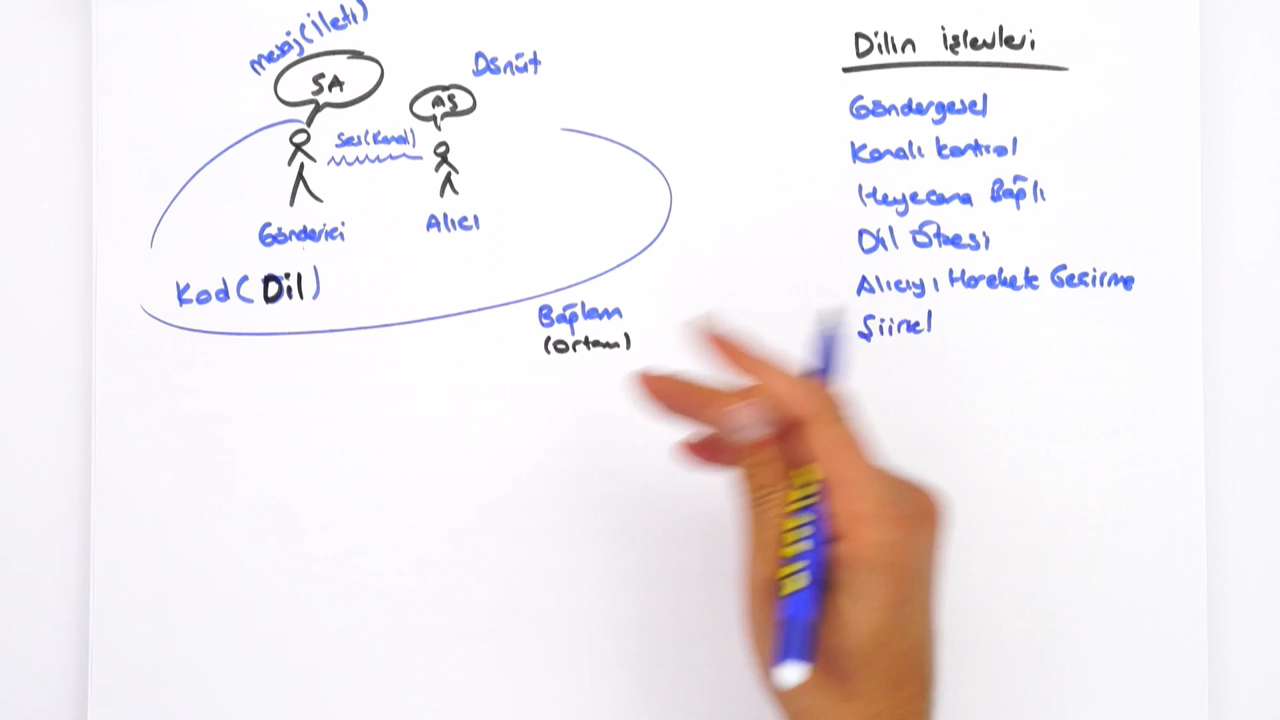 mesaj(ileti)
SA
Dönüt
AS
Ses(Kanal)
Gönderici
Alıcı
Kod(Dil)
Bağlam
(ortam)
Dilin işlevleri
Göndergesel
Kanalı kontrol
Heyecana Bağlı
Dil Ötesi
Alıcıyı Harekete Geçirme
Şiirsel